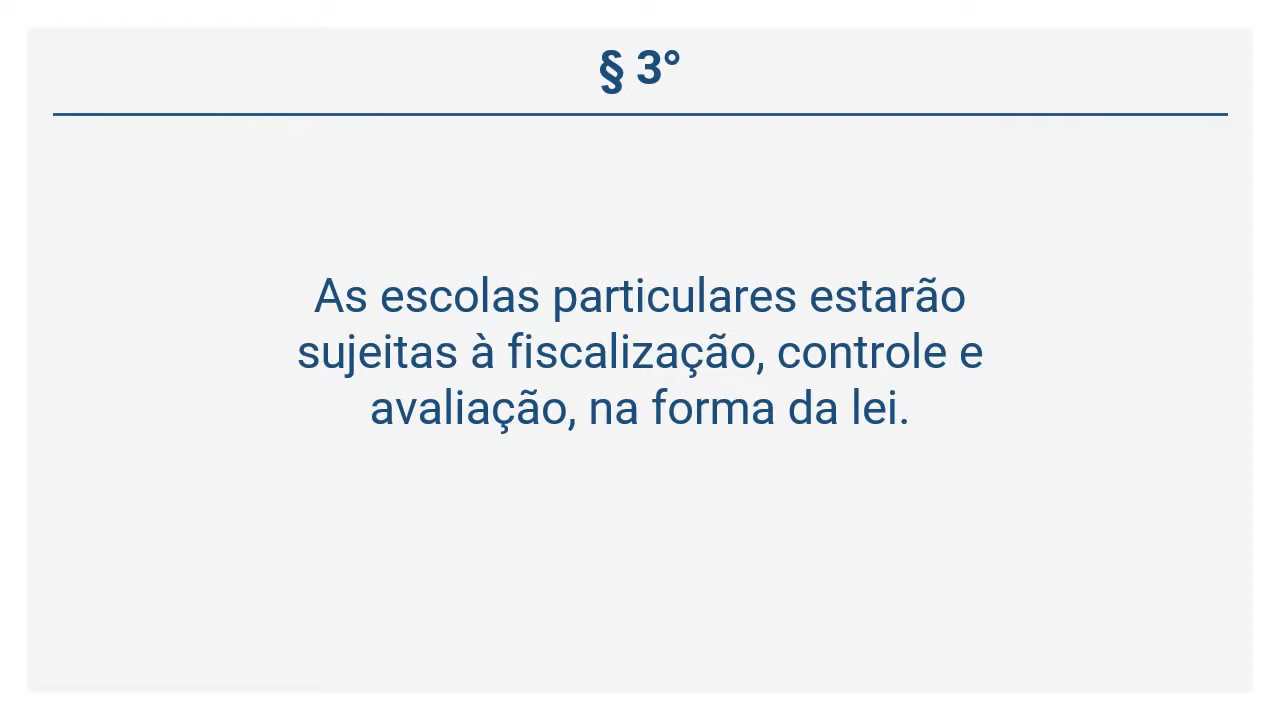 § 3°
As escolas particulares estarão
sujeitas à fiscalização, controle e
avaliação, na forma da lei.